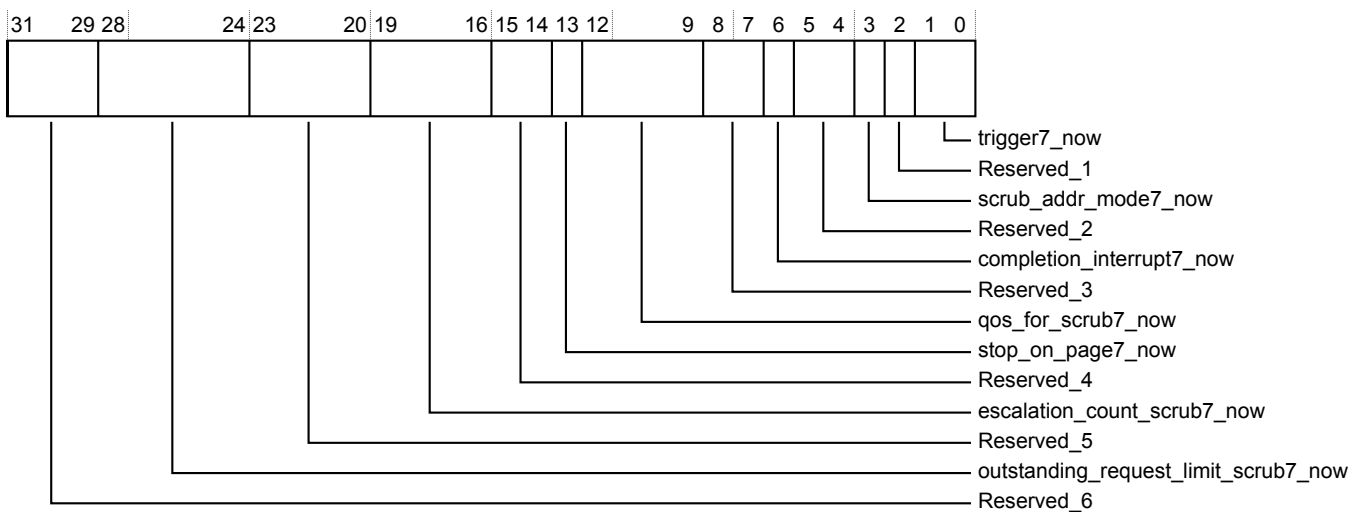 31 29 28 24 23 20 19 16 15 14 13 12 9 8 7 6 5 4 3 2 1 0
trigger7_now
Reserved_1
scrub_addr_mode7_now
Reserved_2
completion_interrupt7_now
Reserved_3
qos_for_scrub7_now
stop_on_page7_now
Reserved_4
escalation_count_scrub7_now
Reserved_5
outstanding_request_limit_scrub7_now
Reserved_6